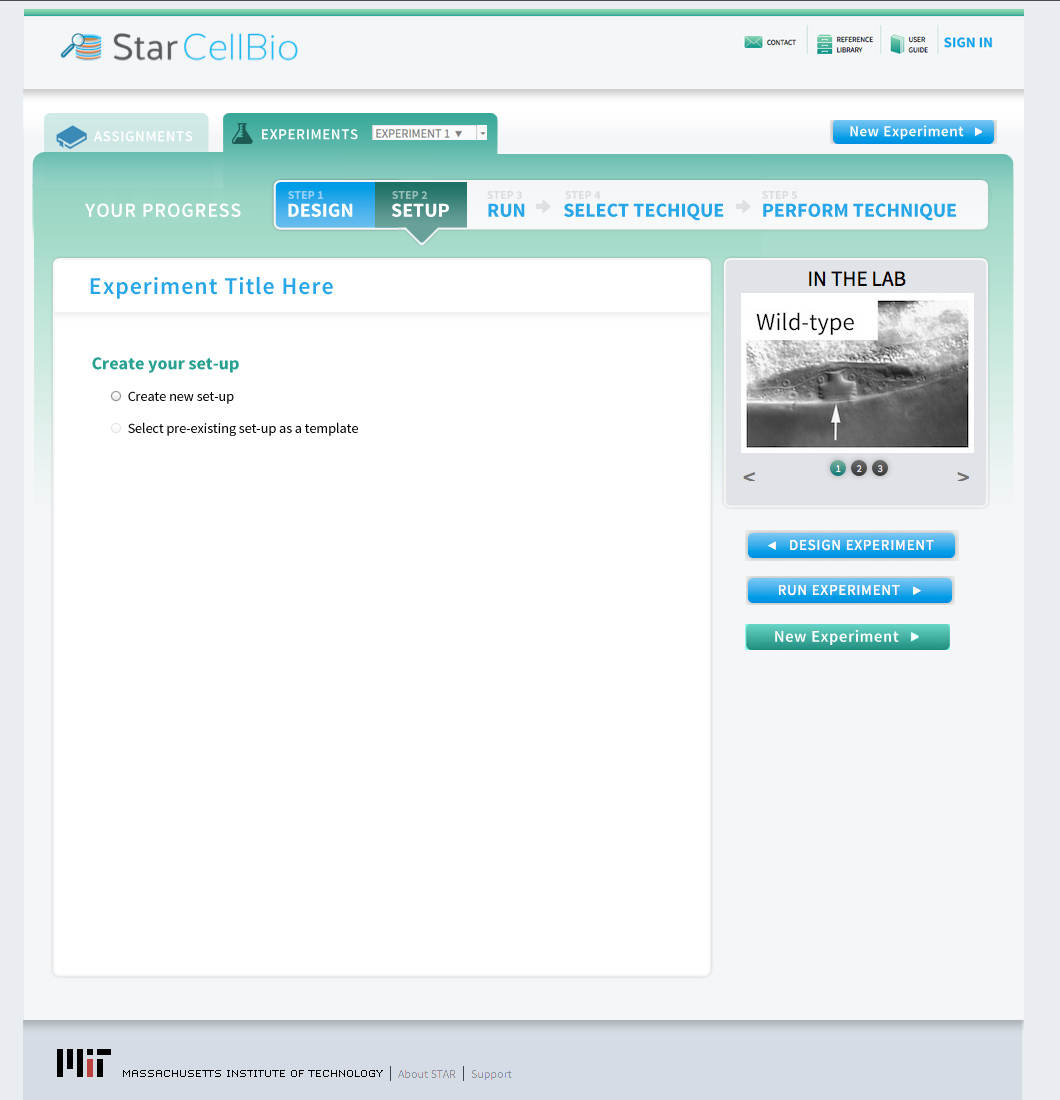 StarCellBio
CONTACT
REFERENCE
LIBRARY
USER
GUIDE
SIGN IN
ASSIGNMENTS
EXPERIMENTS
EXPERIMENT 1 ▼
New Experiment
YOUR PROGRESS
STEP 1
DESIGN
STEP 2
SETUP
STEP 3
RUN
STEP 4
SELECT TECHIQUE
STEP 5
PERFORM TECHNIQUE
Experiment Title Here
Create your set-up
Create new set-up
Select pre-existing set-up as a template
IN THE LAB
Wild-type
1 2 3
< >
DESIGN EXPERIMENT
RUN EXPERIMENT
New Experiment
MIT
MASSACHUSETTS INSTITUTE OF TECHNOLOGY | About STAR | Support